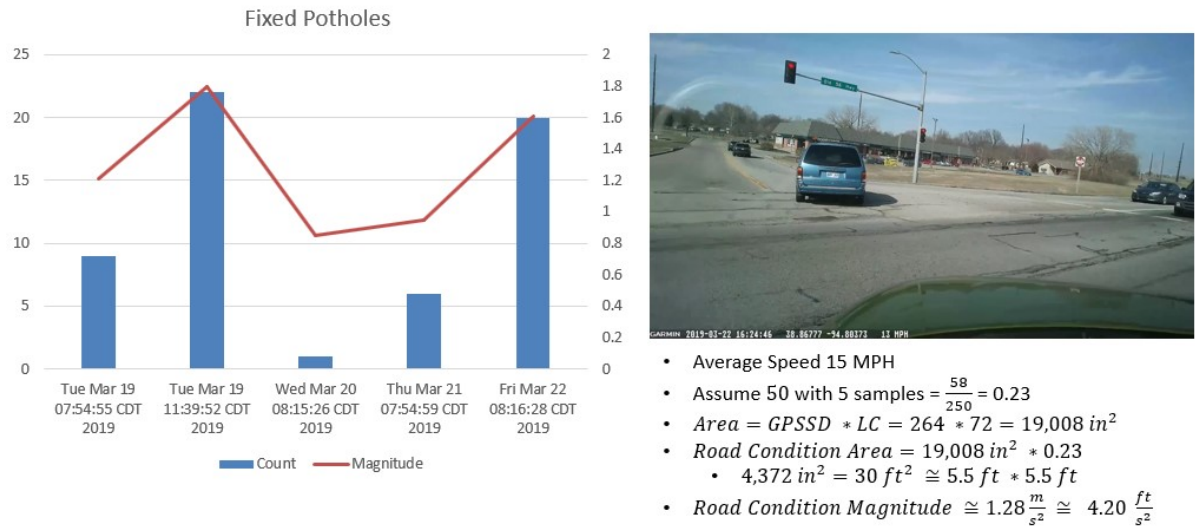 Fixed Potholes
25
20
15
10
5
0
2
1.8
1.6
1.4
1.2
1
0.8
0.6
0.4
0.2
0
Tue Mar 19
07:54:55 CDT
2019
Tue Mar 19
11:39:52 CDT
2019
Wed Mar 20
08:15:26 CDT
2019
Thu Mar 21
07:54:59 CDT
2019
Fri Mar 22
08:16:28 CDT
2019
Count
Magnitude
GARMIN 2019-03-22 16:24:46 38.86777 -94.80373 13 MPH
• Average Speed 15 MPH
• Assume 50 with 5 samples = 58/250 = 0.23
• Area = GPSSD * LC = 264 * 72 = 19,008 in²
• Road Condition Area = 19,008 in² * 0.23
• 4,372 in² = 30 ft² ≅ 5.5 ft * 5.5 ft
• Road Condition Magnitude ≅ 1.28 m/s² ≅ 4.20 ft/s²